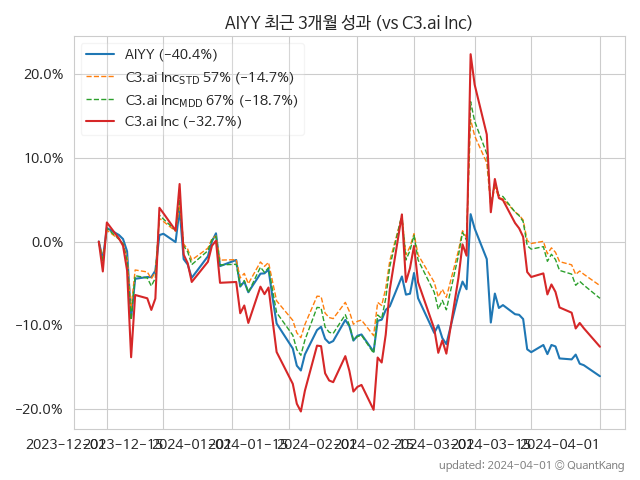 AIYY 최근 3개월 성과 (vs C3.ai Inc)
AIYY (−40.4%)
C3.ai Inc_STD 57% (−14.7%)
C3.ai Inc_MDD 67% (−18.7%)
C3.ai Inc (−32.7%)
20.0%
10.0%
0.0%
−10.0%
−20.0%
2023-12-01 2023-12-15 2024-01-01 2024-01-15 2024-02-01 2024-02-15 2024-03-01 2024-03-15 2024-04-01
updated: 2024-04-01 © QuantKang